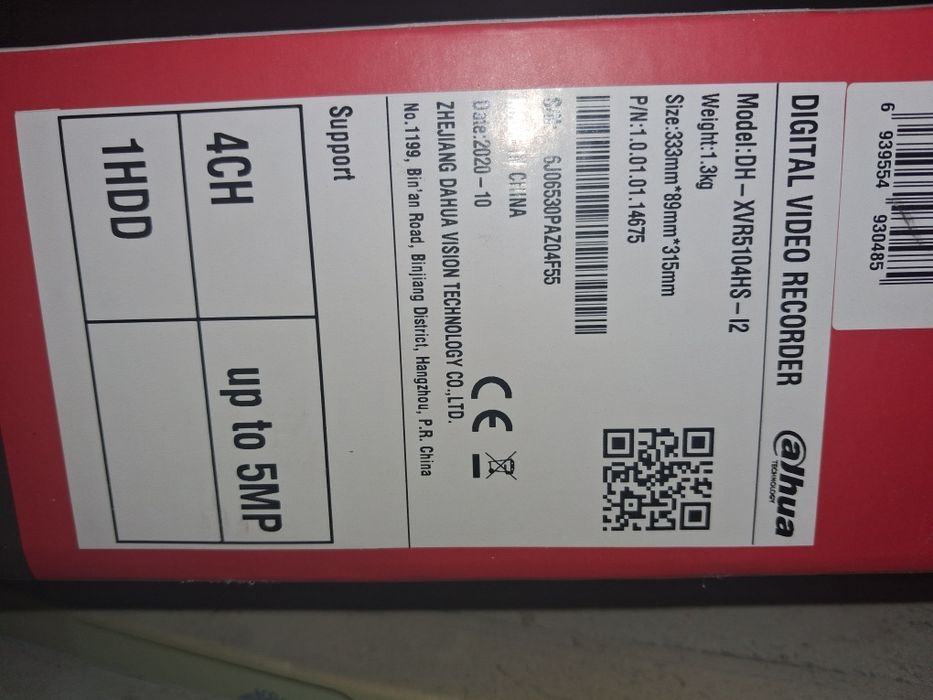 6 939554 930485
DIGITAL VIDEO RECORDER
alhua
TECHNOLOGY
Model:DH-XVR5104HS-I2
Weight:1.3kg
Size:333mm*89mm*315mm
P/N:1.0.01.01.14675
S/N: 6J06530PAZ04F55
CHINA
Date:2020-10
CE
ZHEJIANG DAHUA VISION TECHNOLOGY CO.,LTD.
No.1199, Bin'an Road, Binjiang District, Hangzhou, P.R. China
Support
4CH up to 5MP
1HDD